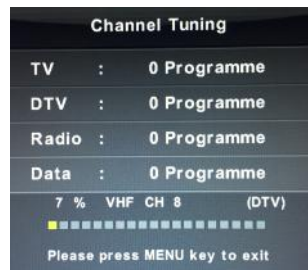 Channel Tuning
TV : 0 Programme
DTV : 0 Programme
Radio : 0 Programme
Data : 0 Programme
7 % VHF CH 8 (DTV)
Please press MENU key to exit